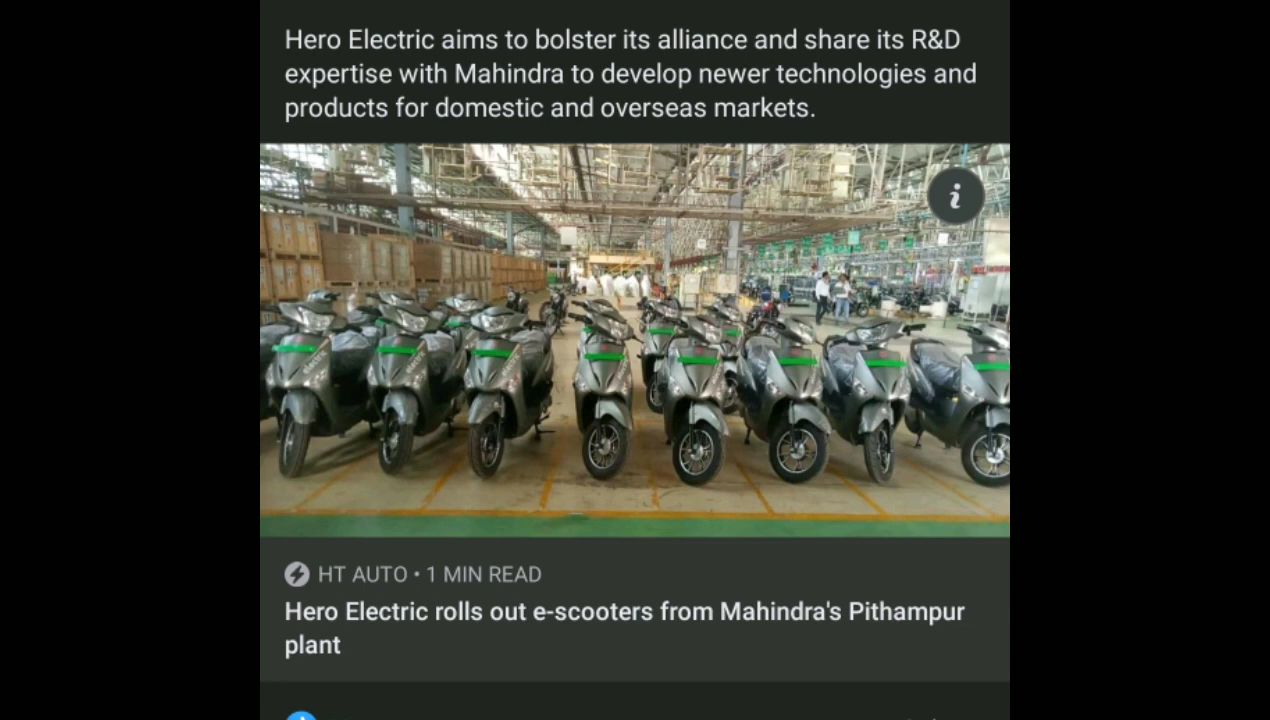 Hero Electric aims to bolster its alliance and share its R&D
expertise with Mahindra to develop newer technologies and
products for domestic and overseas markets.
i
HT AUTO • 1 MIN READ
Hero Electric rolls out e-scooters from Mahindra's Pithampur
plant